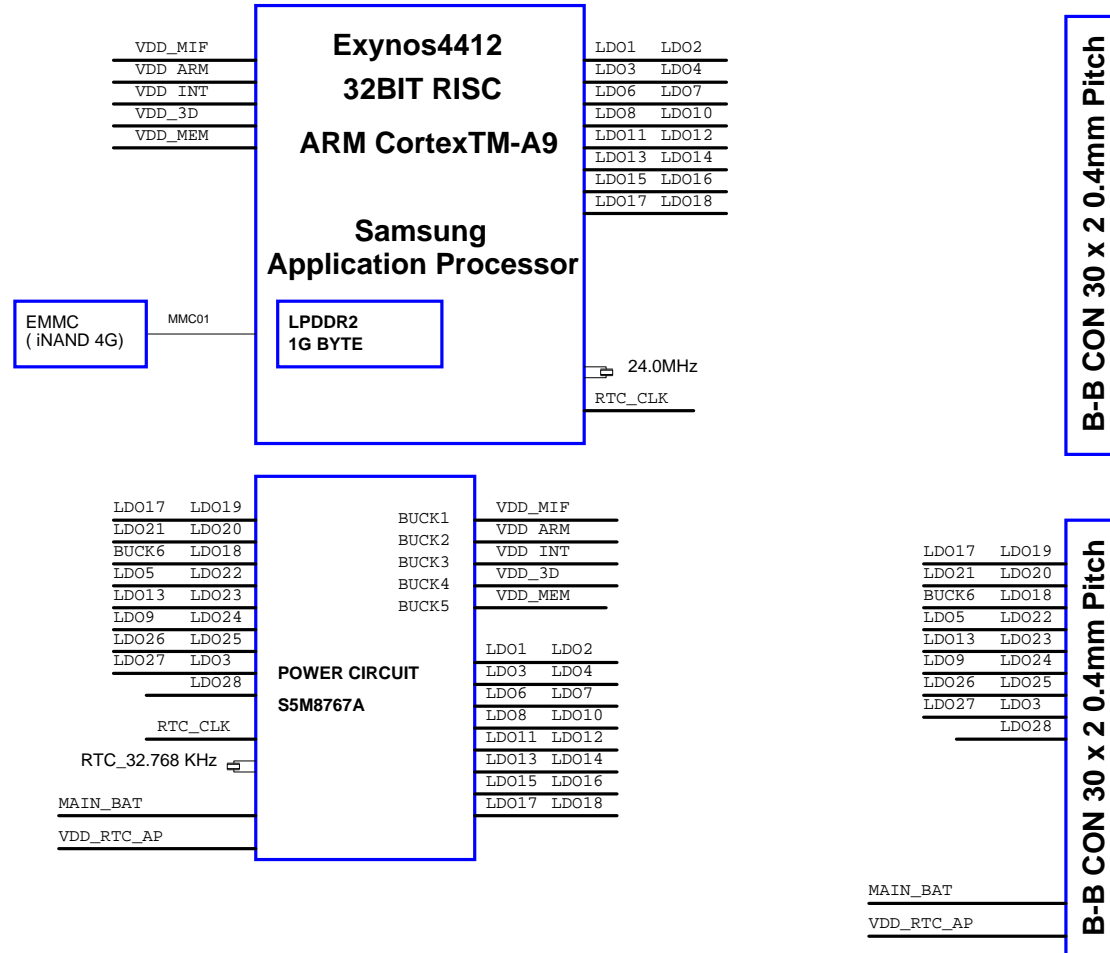 Exynos4412
32BIT RISC
ARM CortexTM-A9
Samsung
Application Processor
VDD_MIF
VDD ARM
VDD INT
VDD_3D
VDD_MEM
LDO1 LDO2
LDO3 LDO4
LDO6 LDO7
LDO8 LDO10
LDO11 LDO12
LDO13 LDO14
LDO15 LDO16
LDO17 LDO18
EMMC
( iNAND 4G)
MMC01
LPDDR2
1G BYTE
24.0MHz
RTC_CLK
B-B CON 30 x 2 0.4mm Pitch
LDO17 LDO19
LDO21 LDO20
BUCK6 LDO18
LDO5 LDO22
LDO13 LDO23
LDO9 LDO24
LDO26 LDO25
LDO27 LDO3
LDO28
RTC_CLK
RTC_32.768 KHz
MAIN_BAT
VDD_RTC_AP
POWER CIRCUIT
S5M8767A
BUCK1
BUCK2
BUCK3
BUCK4
BUCK5
VDD_MIF
VDD ARM
VDD INT
VDD_3D
VDD_MEM
LDO1 LDO2
LDO3 LDO4
LDO6 LDO7
LDO8 LDO10
LDO11 LDO12
LDO13 LDO14
LDO15 LDO16
LDO17 LDO18
LDO17 LDO19
LDO21 LDO20
BUCK6 LDO18
LDO5 LDO22
LDO13 LDO23
LDO9 LDO24
LDO26 LDO25
LDO27 LDO3
LDO28
MAIN_BAT
VDD_RTC_AP
B-B CON 30 x 2 0.4mm Pitch